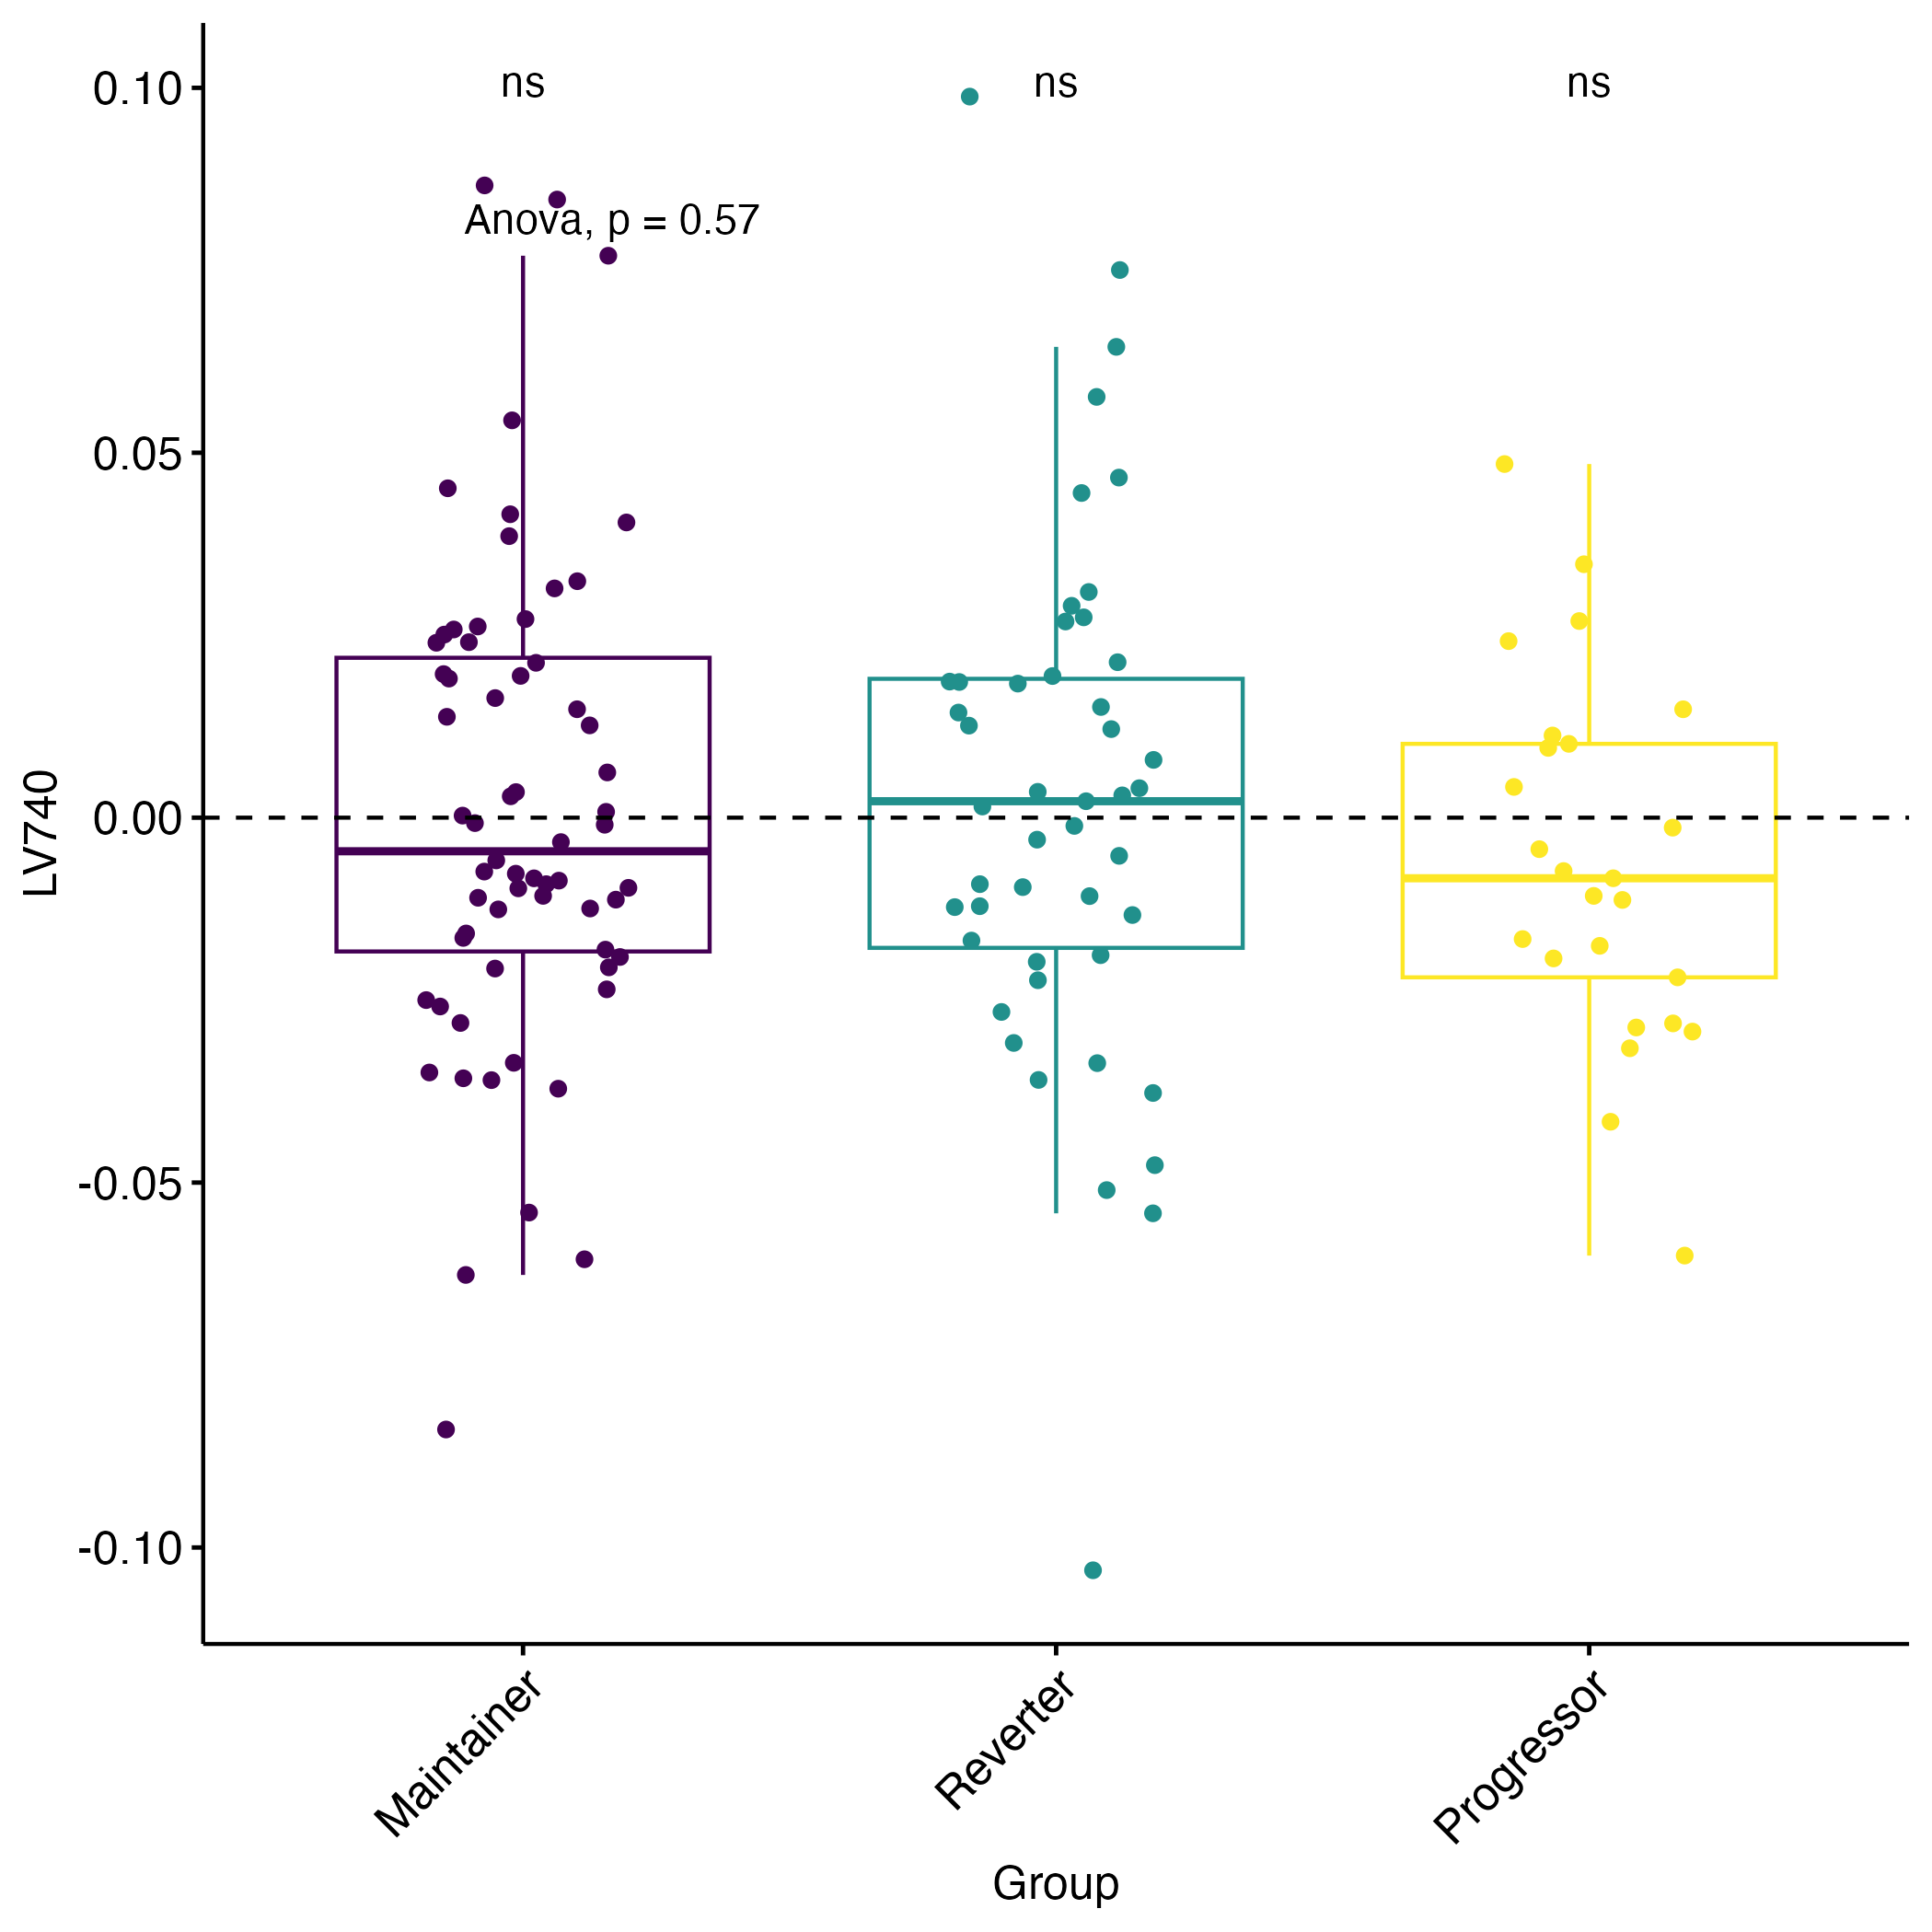 ns ns ns
Anova, p = 0.57
0.10
0.05
0.00
-0.05
-0.10
LV740
Maintainer
Reverter
Progressor
Group